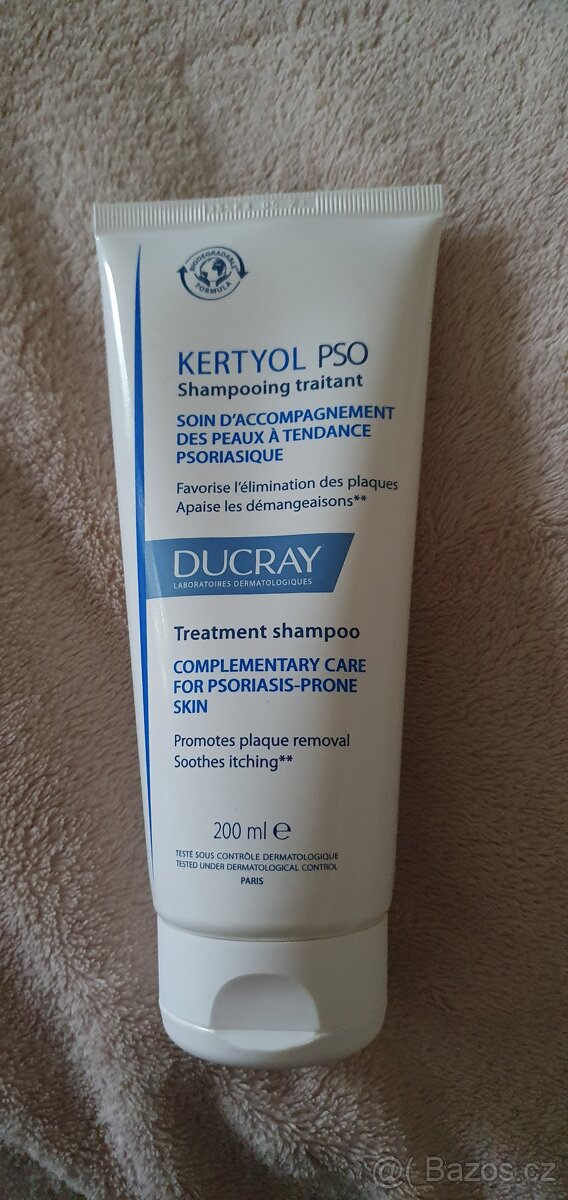 BIODEGRADABLE
FORMULA
KERTYOL PSO
Shampooing traitant
SOIN D'ACCOMPAGNEMENT
DES PEAUX À TENDANCE
PSORIASIQUE
Favorise l'élimination des plaques
Apaise les démangeaisons**
DUCRAY
LABORATOIRES DERMATOLOGIQUES
Treatment shampoo
COMPLEMENTARY CARE
FOR PSORIASIS-PRONE
SKIN
Promotes plaque removal
Soothes itching**
200 ml ℮
TESTÉ SOUS CONTRÔLE DERMATOLOGIQUE
TESTED UNDER DERMATOLOGICAL CONTROL
PARIS
Bazos.cz